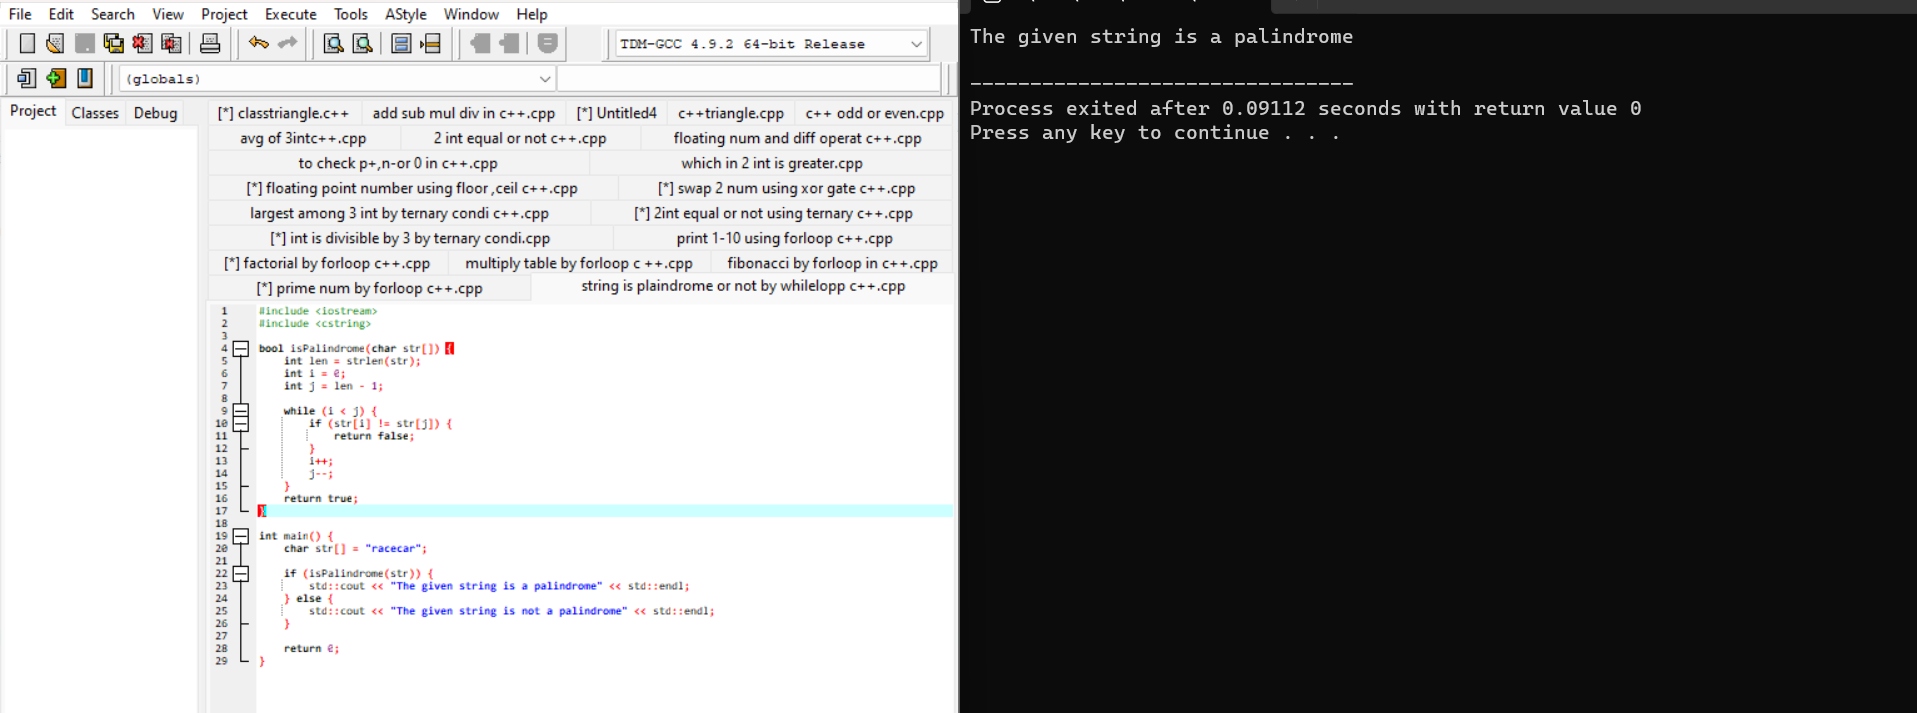 File Edit Search View Project Execute Tools AStyle Window Help
TDM-GCC 4.9.2 64-bit Release
(globals)
Project Classes Debug
[*] classtriangle.c++ add sub mul div in c++.cpp [*] Untitled4 c++triangle.cpp c++ odd or even.cpp
avg of 3intc++.cpp 2 int equal or not c++.cpp floating num and diff operat c++.cpp
to check p+,n-or 0 in c++.cpp which in 2 int is greater.cpp
[*] floating point number using floor ,ceil c++.cpp [*] swap 2 num using xor gate c++.cpp
largest among 3 int by ternary condi c++.cpp [*] 2int equal or not using ternary c++.cpp
[*] int is divisible by 3 by ternary condi.cpp print 1-10 using forloop c++.cpp
[*] factorial by forloop c++.cpp multiply table by forloop c ++.cpp fibonacci by forloop in c++.cpp
[*] prime num by forloop c++.cpp string is plaindrome or not by whilelopp c++.cpp
1 #include <iostream>
2 #include <cstring>
3
4 bool isPalindrome(char str[]) {
5 int len = strlen(str);
6 int i = 0;
7 int j = len - 1;
8
9 while (i < j) {
10 if (str[i] != str[j]) {
11 return false;
12 }
13 i++;
14 j--;
15 }
16 return true;
17 }
18
19 int main() {
20 char str[] = "racecar";
21
22 if (isPalindrome(str)) {
23 std::cout << "The given string is a palindrome" << std::endl;
24 } else {
25 std::cout << "The given string is not a palindrome" << std::endl;
26 }
27
28 return 0;
29 }
The given string is a palindrome
--------------------------------
Process exited after 0.09112 seconds with return value 0
Press any key to continue . . .